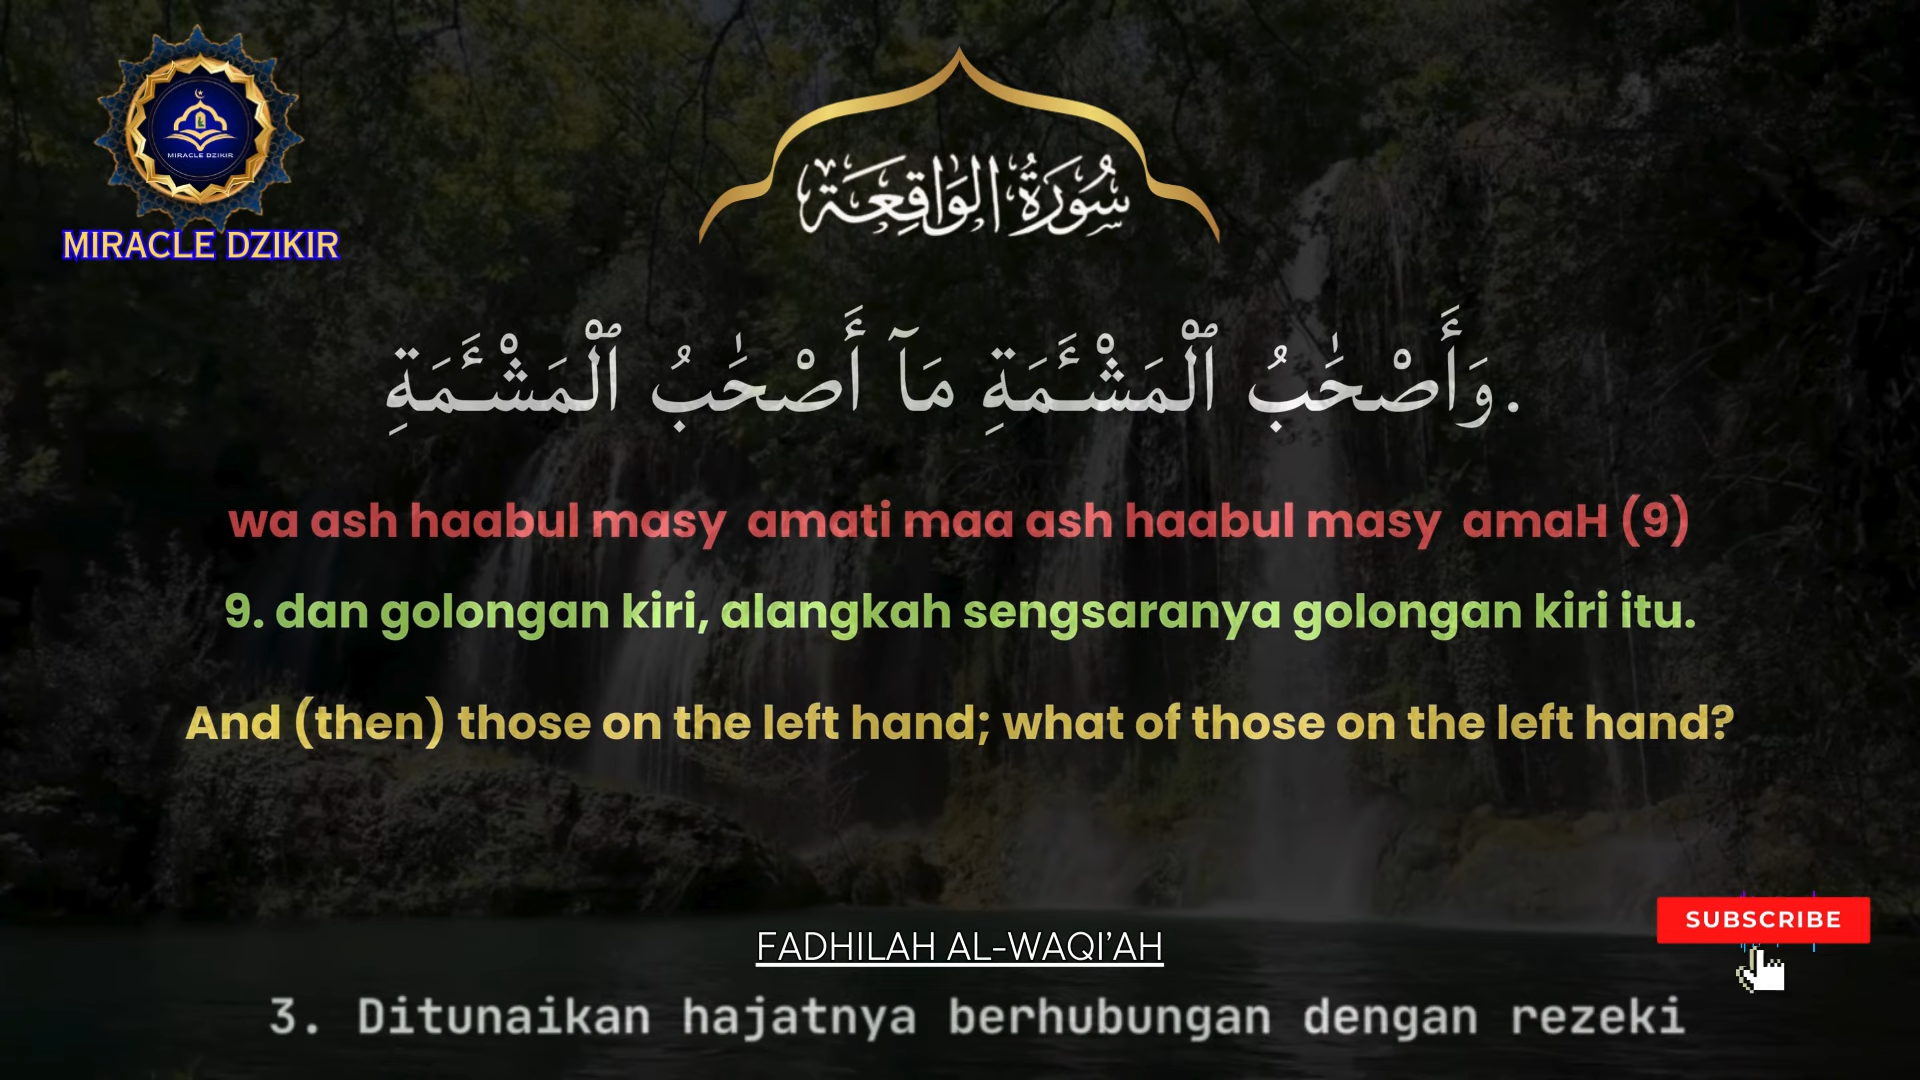 MIRACLE DZIKIR
MIRACLE DZIKIR
سُورَةُ الوَاقِعَة
وَأَصْحَٰبُ ٱلْمَشْـَٔمَةِ مَآ أَصْحَٰبُ ٱلْمَشْـَٔمَةِ.
wa ash haabul masy  amati maa ash haabul masy  amaH (9)
9. dan golongan kiri, alangkah sengsaranya golongan kiri itu.
And (then) those on the left hand; what of those on the left hand?
SUBSCRIBE
FADHILAH AL-WAQI’AH
3. Ditunaikan hajatnya berhubungan dengan rezeki